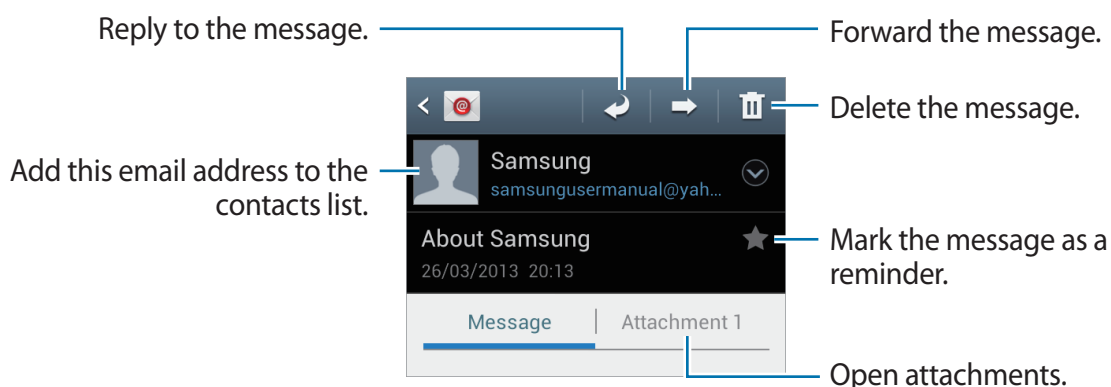 Reply to the message.
Forward the message.
@
Delete the message.
Add this email address to the
contacts list.
Samsung
samsungusermanual@yah...
About Samsung
26/03/2013 20:13
Mark the message as a
reminder.
Message
Attachment 1
Open attachments.